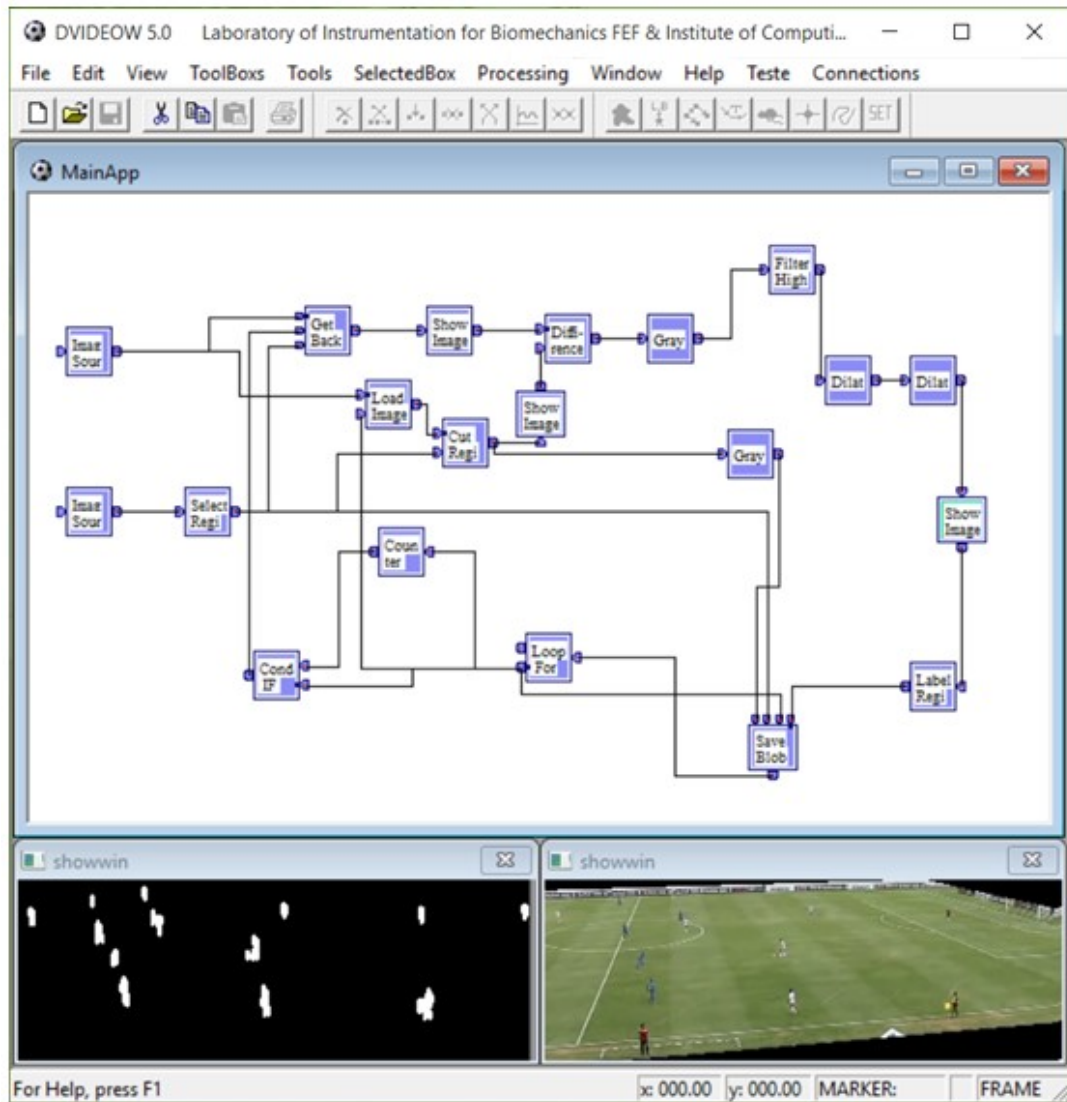 DVIDEOW 5.0 Laboratory of Instrumentation for Biomechanics FEF & Institute of Computi...
File Edit View ToolBoxs Tools SelectedBox Processing Window Help Teste Connections
SET
MainApp
Filter
High
Get
Back
Show
Image
Diffi-
rence
Gray
Imag
Sour
Load
Image
Show
Image
Dilat
Dilat
Cut
Regi
Gray
Imag
Sour
Select
Regi
Show
Image
Coun
ter
Loop
For
Cond
IF
Label
Regi
Save
Blob
showwin
showwin
For Help, press F1
x: 000.00 y: 000.00 MARKER: FRAME